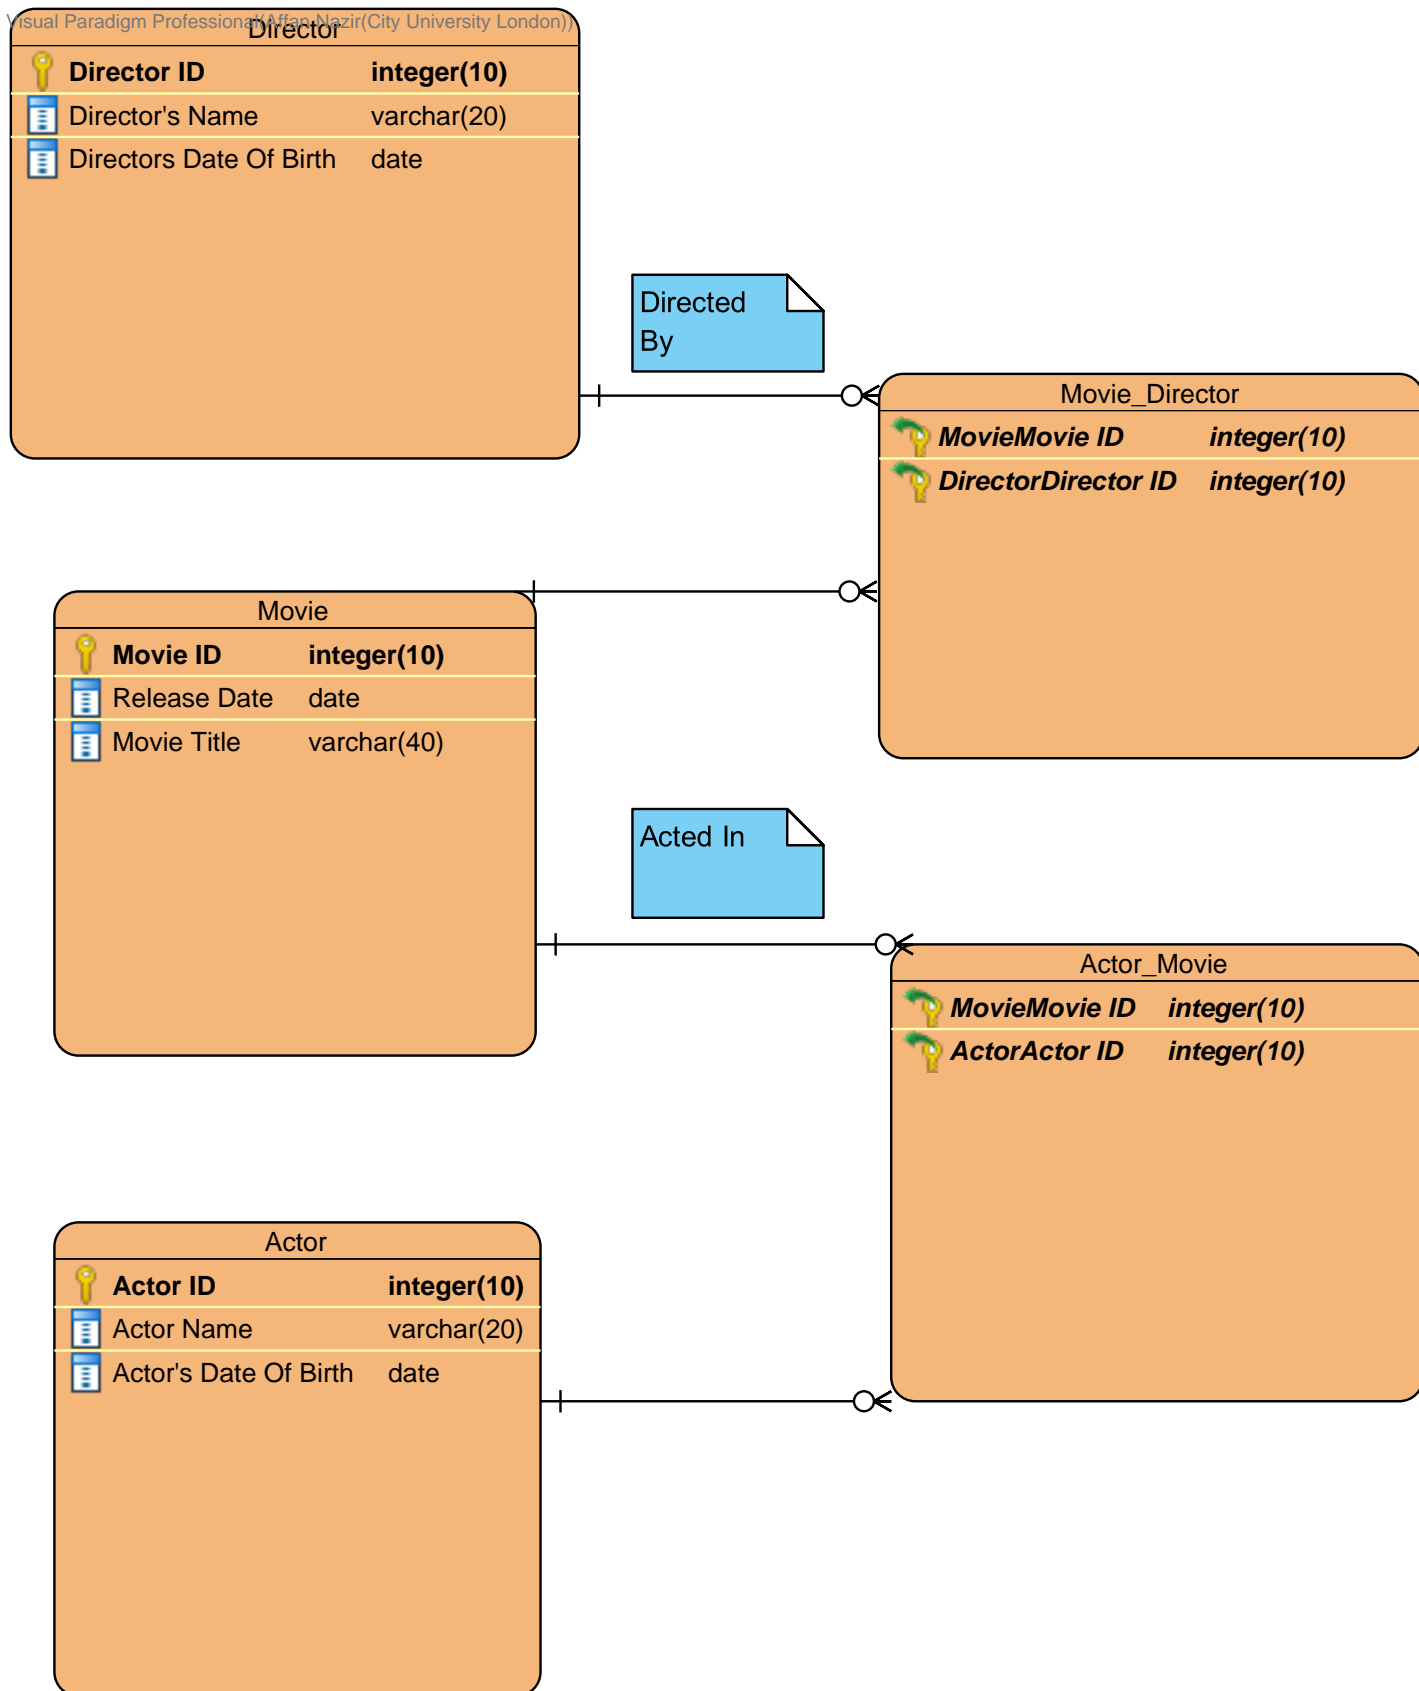 Visual Paradigm Professional(Affan Nazir(City University London))
Director
Director ID integer(10)
Director's Name varchar(20)
Directors Date Of Birth date
Directed
By
Movie_Director
MovieMovie ID integer(10)
DirectorDirector ID integer(10)
Movie
Movie ID integer(10)
Release Date date
Movie Title varchar(40)
Acted In
Actor_Movie
MovieMovie ID integer(10)
ActorActor ID integer(10)
Actor
Actor ID integer(10)
Actor Name varchar(20)
Actor's Date Of Birth date